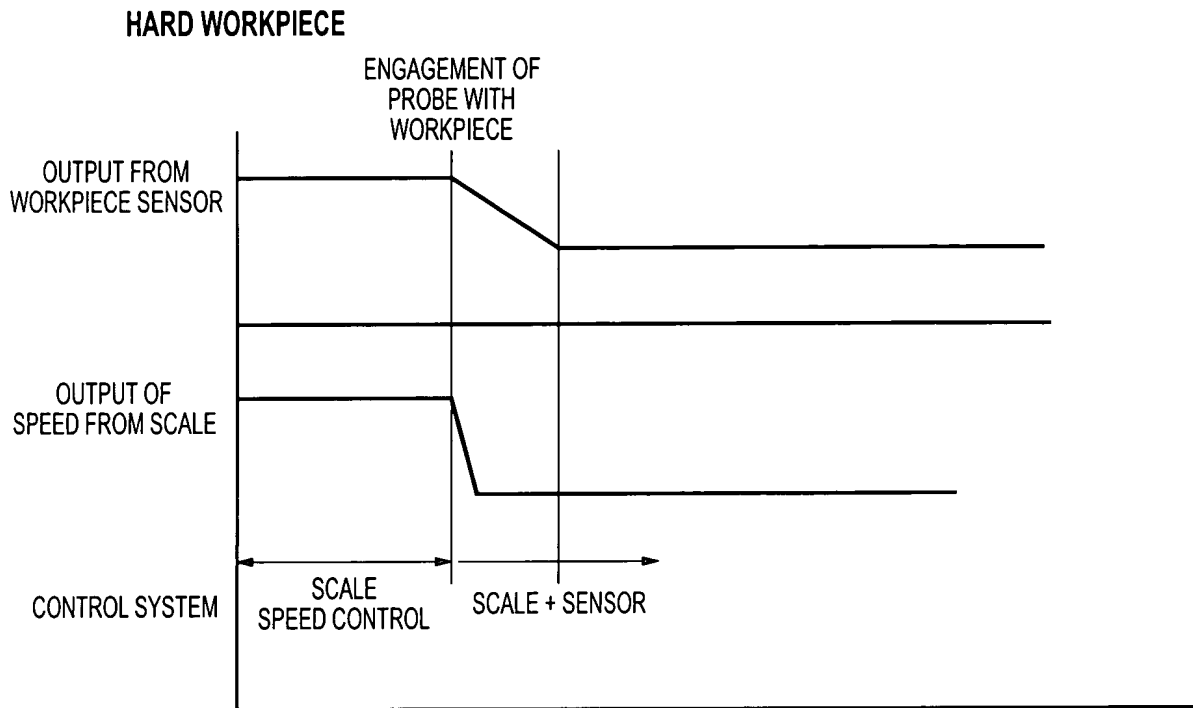 HARD WORKPIECE
ENGAGEMENT OF
PROBE WITH
WORKPIECE
OUTPUT FROM
WORKPIECE SENSOR
OUTPUT OF
SPEED FROM SCALE
CONTROL SYSTEM
SCALE
SPEED CONTROL
SCALE + SENSOR